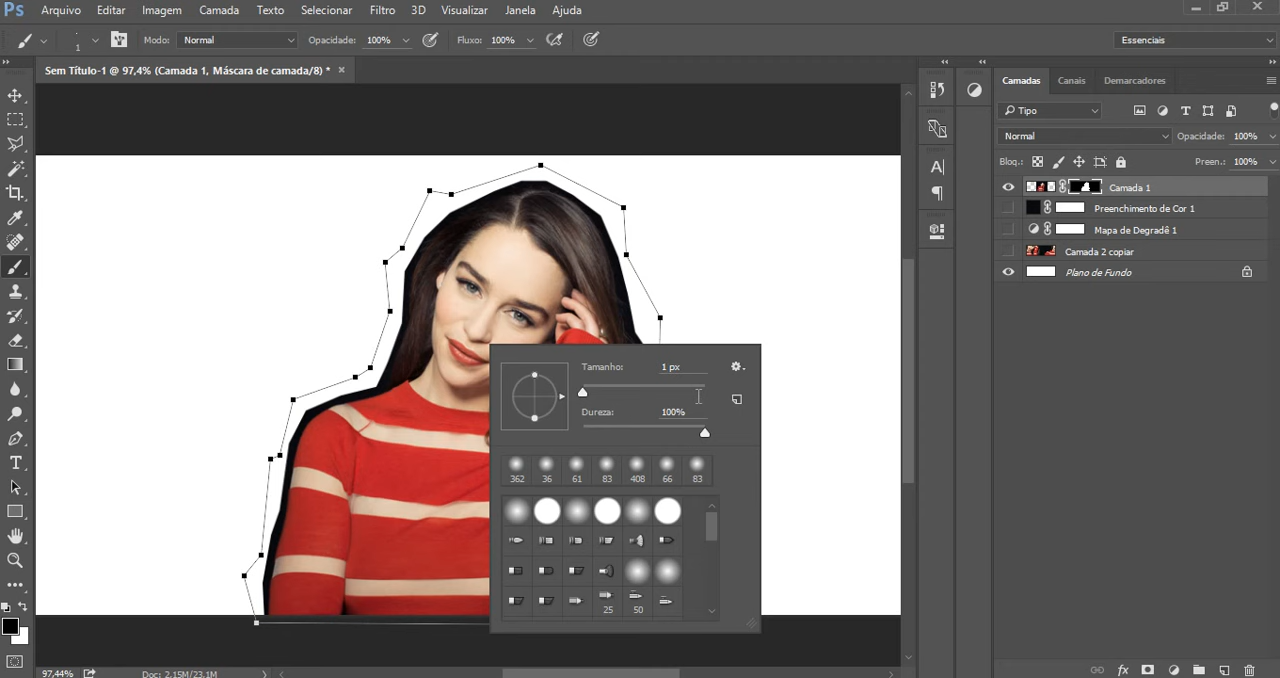 Ps Arquivo Editar Imagem Camada Texto Selecionar Filtro 3D Visualizar Janela Ajuda
1 Modo: Normal Opacidade: 100% Fluxo: 100% Essenciais
Sem Título-1 @ 97,4% (Camada 1, Máscara de camada/8) * ×
Camadas Canais Demarcadores
Tipo
Normal Opacidade: 100%
Bloq.: Preen.: 100%
Camada 1
Preenchimento de Cor 1
Mapa de Degradê 1
Camada 2 copiar
Plano de Fundo
Tamanho: 1 px
Dureza: 100%
362 36 61 83 408 66 83
25 50
97,44% Doc: 2,15M/23,1M